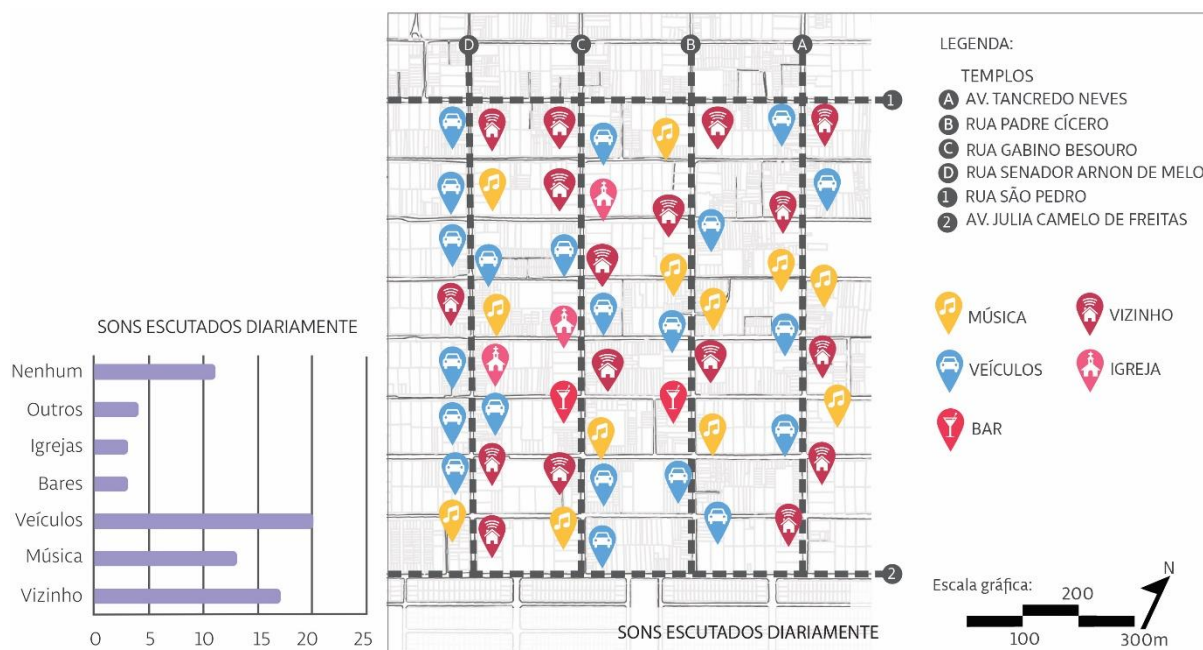 SONS ESCUTADOS DIARIAMENTE
Nenhum
Outros
Igrejas
Bares
Veículos
Música
Vizinho
0 5 10 15 20 25
D C B A
1
2
SONS ESCUTADOS DIARIAMENTE
LEGENDA:
TEMPLOS
A AV. TANCREDO NEVES
B RUA PADRE CÍCERO
C RUA GABINO BESOURO
D RUA SENADOR ARNON DE MELO
1 RUA SÃO PEDRO
2 AV. JULIA CAMELO DE FREITAS
MÚSICA
VIZINHO
VEÍCULOS
IGREJA
BAR
Escala gráfica:
200
100
300m
N